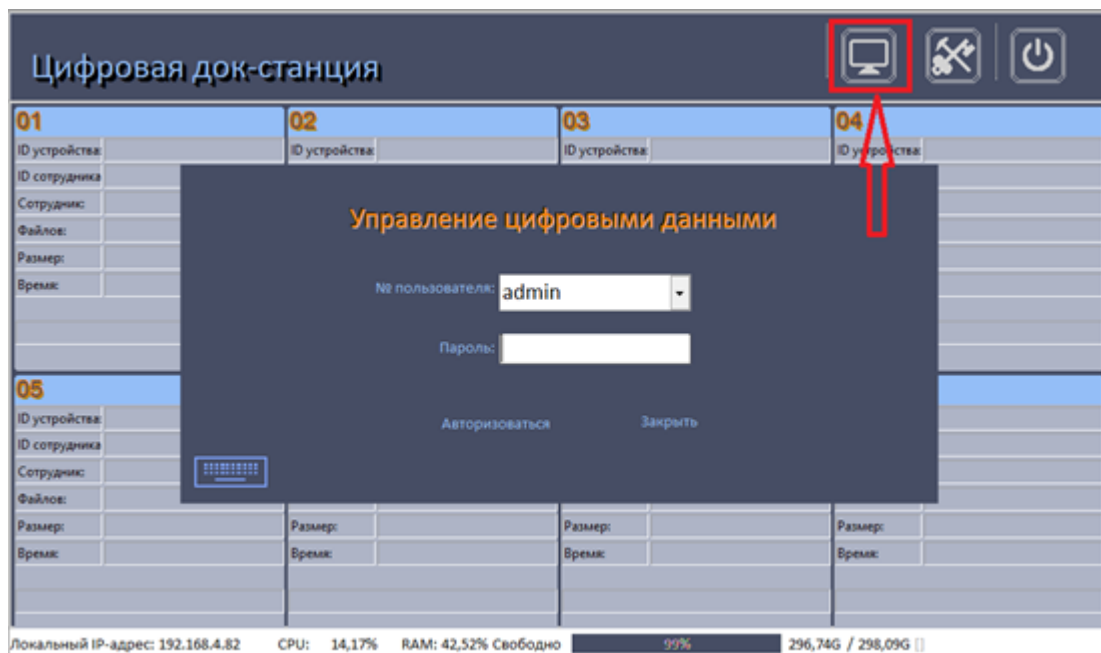 Цифровая док-станция
01 02 03 04
ID устройства: ID устройства: ID устройства: ID устройства:
ID сотрудника
Сотрудник:
Файлов:
Размер:
Время:
Управление цифровыми данными
№ пользователя: admin
Пароль:
Авторизоваться Закрыть
05
ID устройства:
ID сотрудника
Сотрудник:
Файлов:
Размер: Размер: Размер: Размер:
Время: Время: Время: Время:
Локальный IP-адрес: 192.168.4.82 CPU: 14,17% RAM: 42,52% Свободно 99% 296,74G / 298,09G